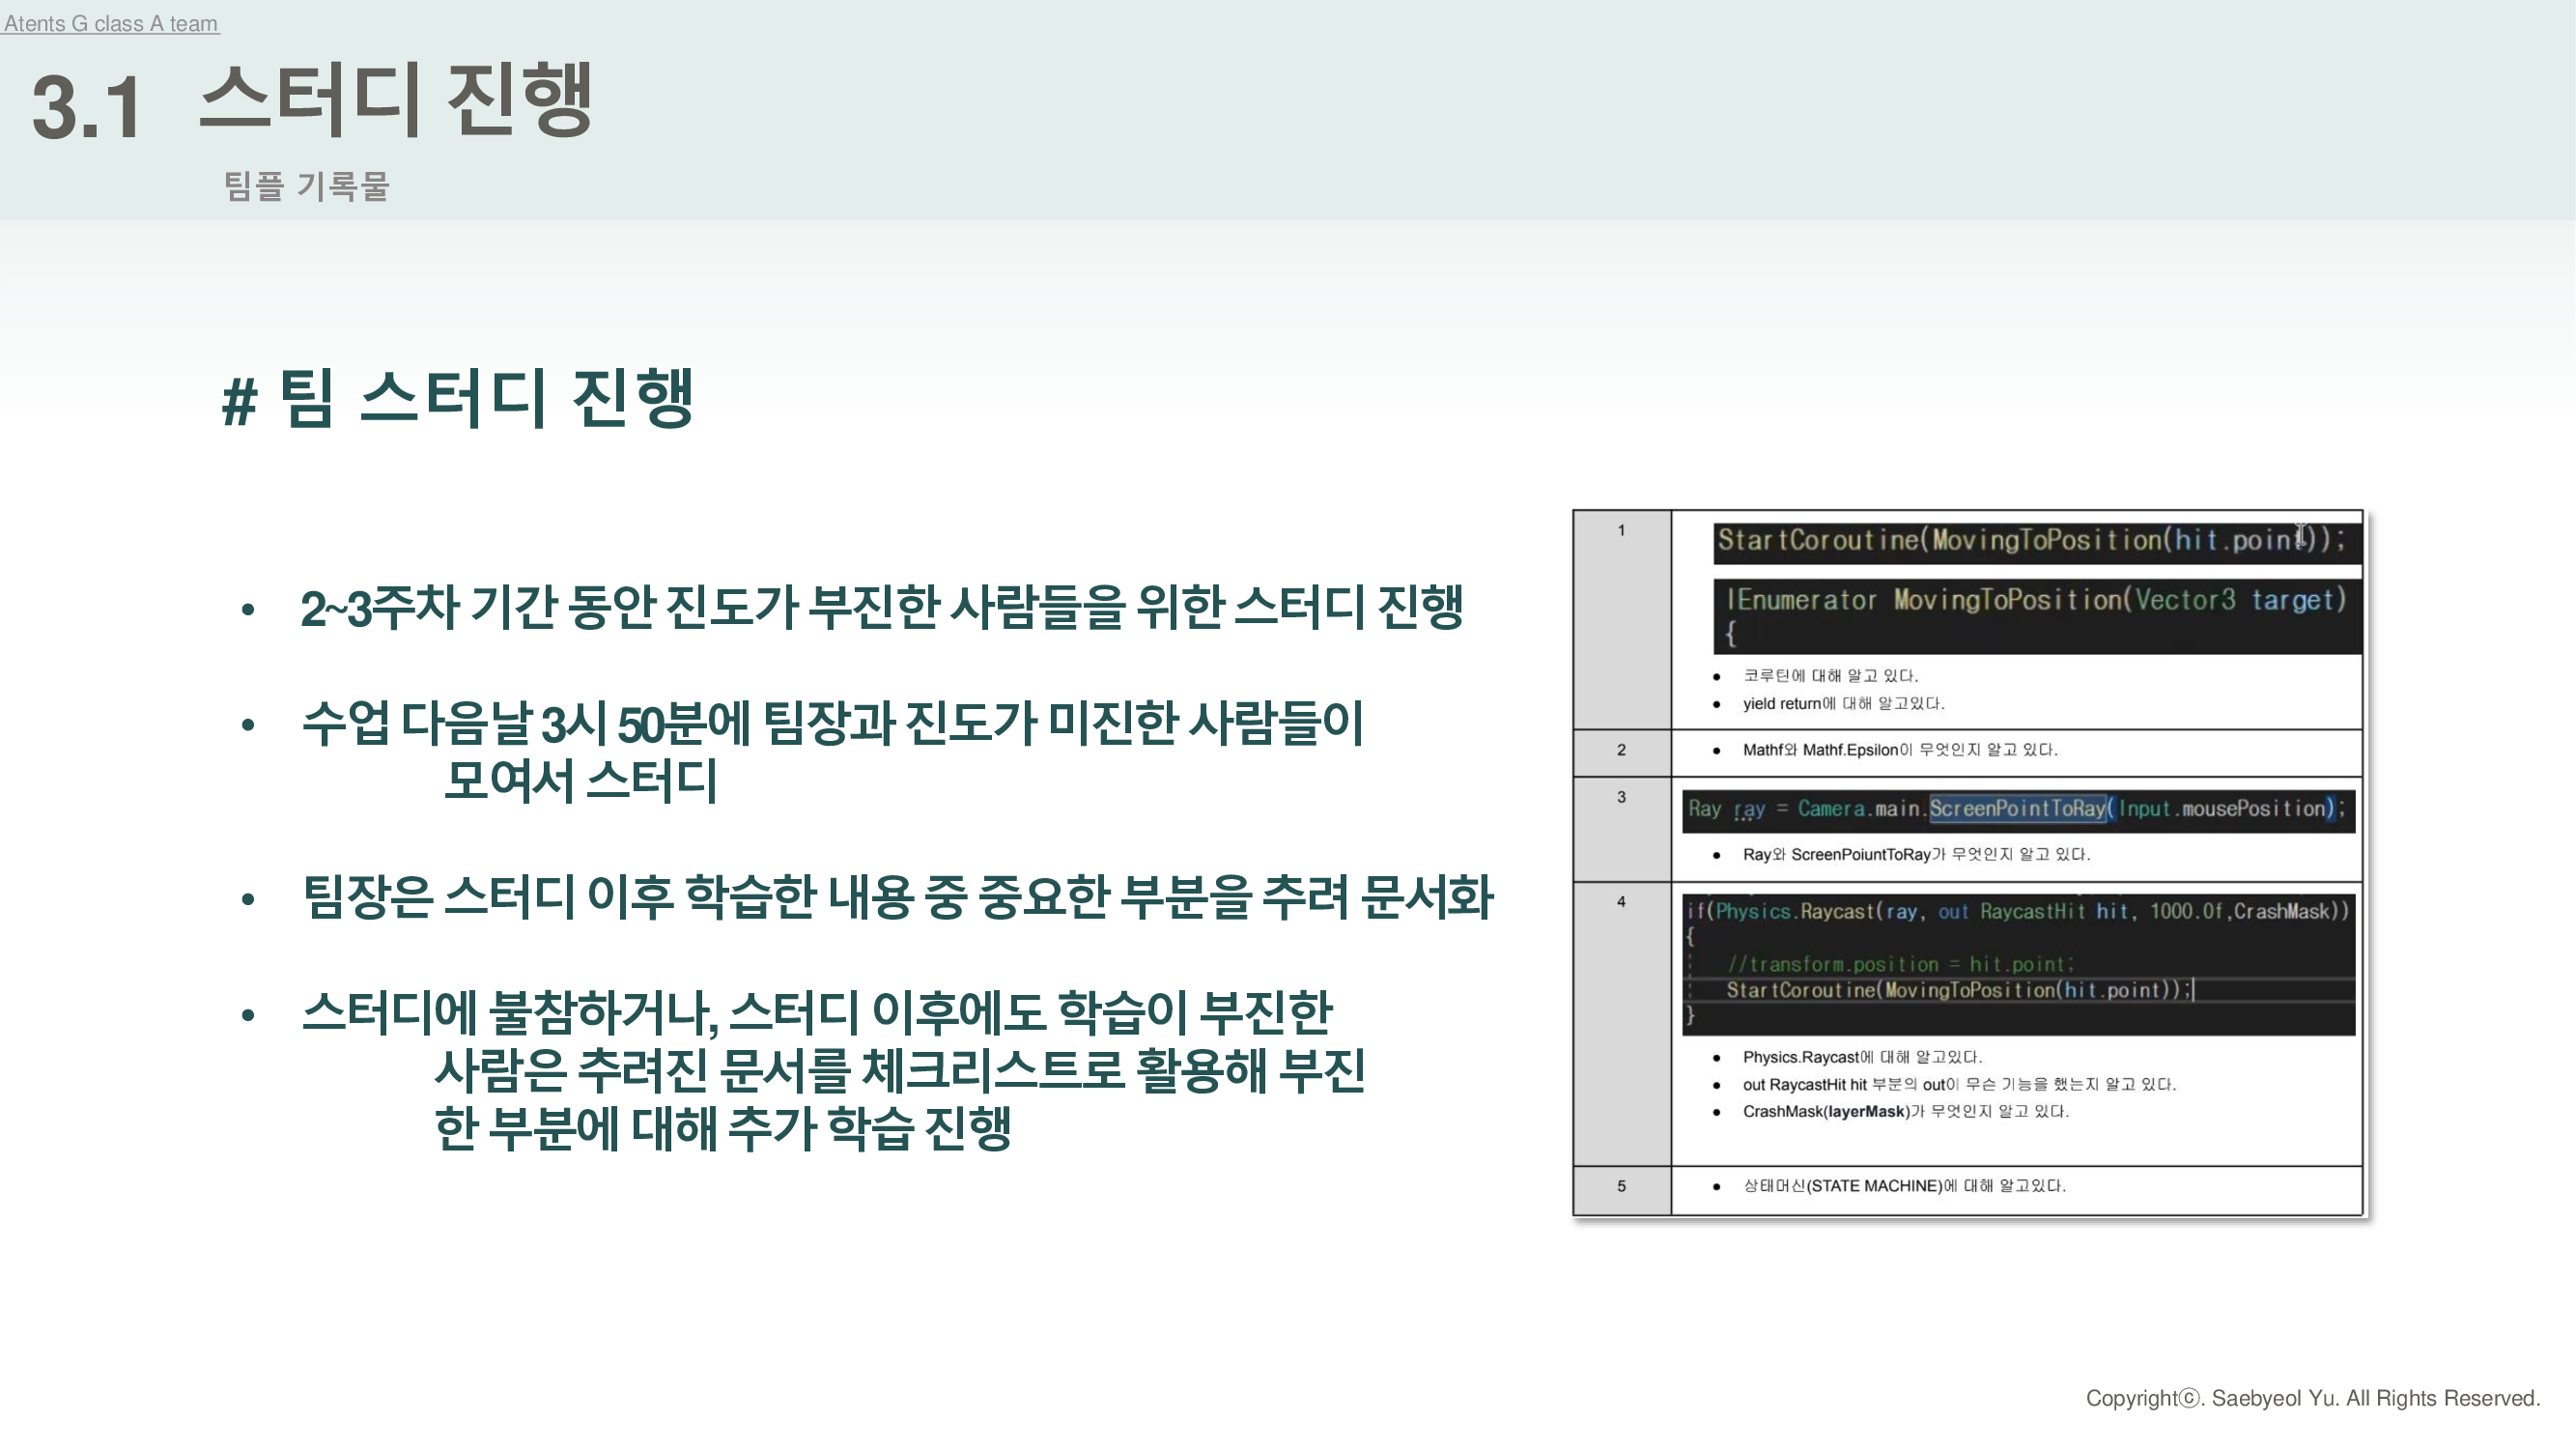 Atents G class A team
3.1 스터디 진행
팀플 기록물
# 팀 스터디 진행
• 2~3주차 기간 동안 진도가 부진한 사람들을 위한 스터디 진행
• 수업 다음날 3시 50분에 팀장과 진도가 미진한 사람들이
모여서 스터디
• 팀장은 스터디 이후 학습한 내용 중 중요한 부분을 추려 문서화
• 스터디에 불참하거나, 스터디 이후에도 학습이 부진한
사람은 추려진 문서를 체크리스트로 활용해 부진
한 부분에 대해 추가 학습 진행
1
StartCoroutine(MovingToPosition(hit.point));
IEnumerator MovingToPosition(Vector3 target)
{
• 코루틴에 대해 알고 있다.
• yield return에 대해 알고있다.
2
• Mathf와 Mathf.Epsilon이 무엇인지 알고 있다.
3
Ray ray = Camera.main.ScreenPointToRay(Input.mousePosition);
• Ray와 ScreenPoiuntToRay가 무엇인지 알고 있다.
4
if(Physics.Raycast(ray, out RaycastHit hit, 1000.0f,CrashMask))
{
//transform.position = hit.point;
StartCoroutine(MovingToPosition(hit.point));
}
• Physics.Raycast에 대해 알고있다.
• out RaycastHit hit 부분의 out이 무슨 기능을 했는지 알고 있다.
• CrashMask(layerMask)가 무엇인지 알고 있다.
5
• 상태머신(STATE MACHINE)에 대해 알고있다.
Copyrightⓒ. Saebyeol Yu. All Rights Reserved.